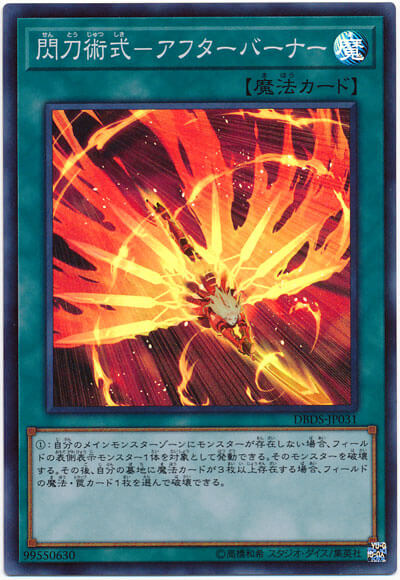 閃刀術式－アフターバーナー 魔
【魔法カード】
DBDS-JP031
①：自分のメインモンスターゾーンにモンスターが存在しない場合、フィール
ドの表側表示モンスター1体を対象として発動できる。そのモンスターを破壊
する。その後、自分の墓地に魔法カードが３枚以上存在する場合、フィールド
の魔法・罠カード１枚を選んで破壊できる。
99550630 ©高橋和希 スタジオ・ダイス/集英社